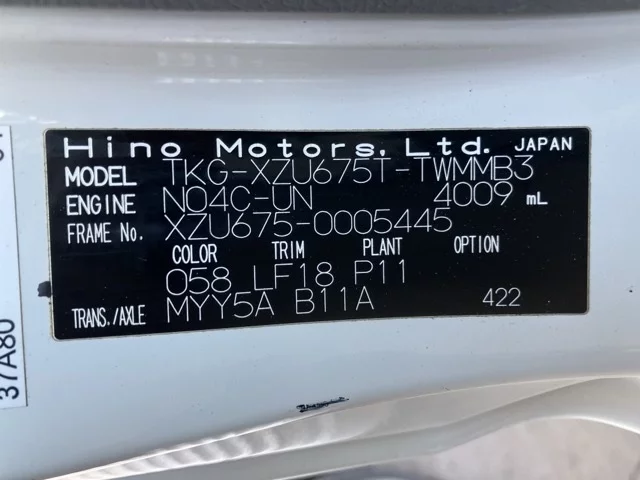 Hino Motors, Ltd. JAPAN
MODEL TKG-XZU675T-TWMMB3
ENGINE N04C-UN 4009 mL
FRAME No. XZU675-0005445
COLOR TRIM PLANT OPTION
058 LF18 P11
TRANS./AXLE MYY5A B11A 422
37A80